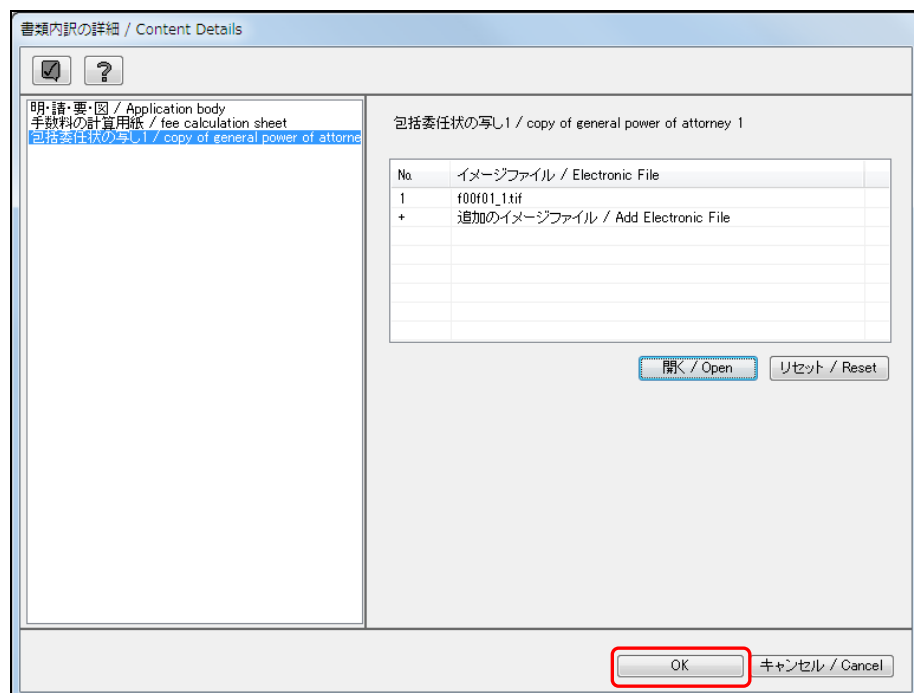 書類内訳の詳細 / Content Details
?
明・請・要・図 / Application body
手数料の計算用紙 / fee calculation sheet
包括委任状の写し1 / copy of general power of attorne
包括委任状の写し1 / copy of general power of attorney 1
No. イメージファイル / Electronic File
1 f00f01_1.tif
+ 追加のイメージファイル / Add Electronic File
開く / Open リセット / Reset
OK キャンセル / Cancel